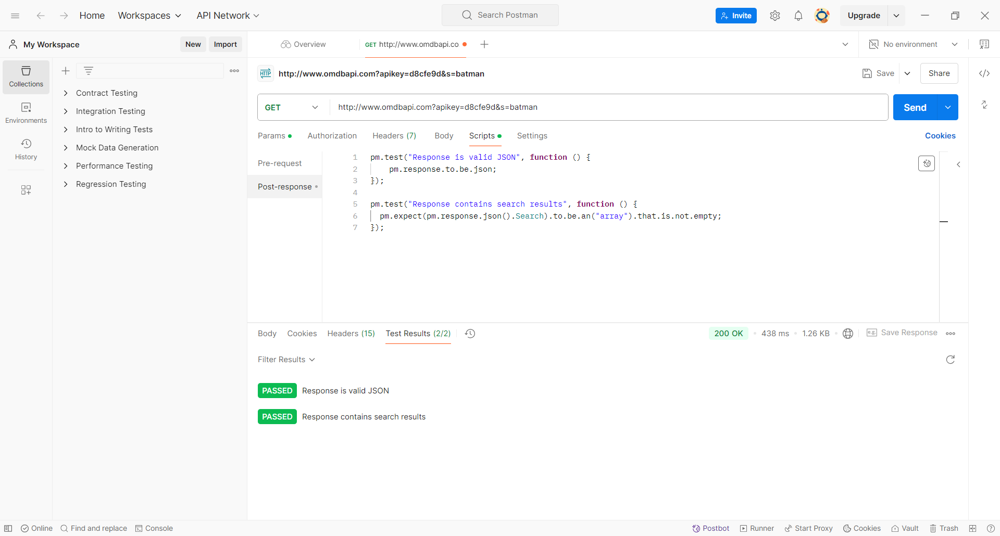 Home Workspaces API Network Search Postman Invite Upgrade
My Workspace New Import Overview GET http://www.omdbapi.co No environment
HTTP http://www.omdbapi.com?apikey=d8cfe9d&s=batman Save Share
Collections
Environments
History
Contract Testing
Integration Testing
Intro to Writing Tests
Mock Data Generation
Performance Testing
Regression Testing
GET http://www.omdbapi.com?apikey=d8cfe9d&s=batman Send
Params Authorization Headers (7) Body Scripts Settings Cookies
Pre-request
Post-response
1 pm.test("Response is valid JSON", function () {
2 pm.response.to.be.json;
3 });
4
5 pm.test("Response contains search results", function () {
6 pm.expect(pm.response.json().Search).to.be.an("array").that.is.not.empty;
7 });
Body Cookies Headers (15) Test Results (2/2) 200 OK 438 ms 1.26 KB e.g. Save Response
Filter Results
PASSED Response is valid JSON
PASSED Response contains search results
Online Find and replace Console Postbot Runner Start Proxy Cookies Vault Trash